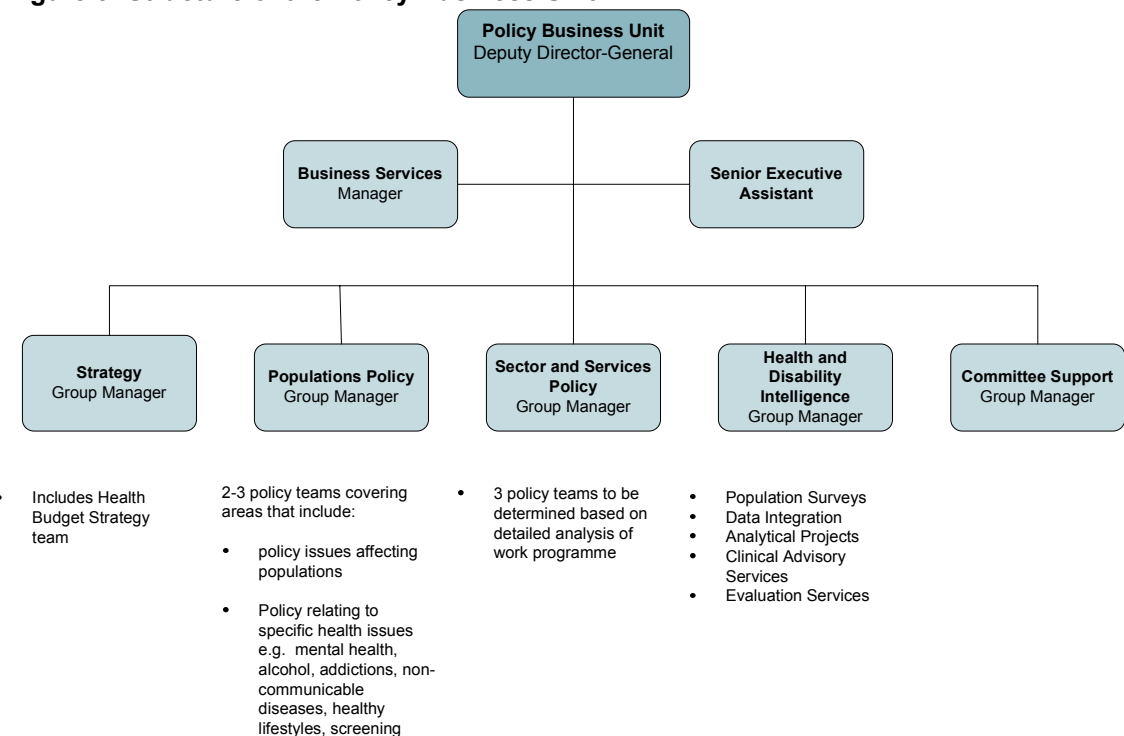 Policy Business Unit
Deputy Director-General
Business Services
Manager
Senior Executive
Assistant
Strategy
Group Manager
Populations Policy
Group Manager
Sector and Services
Policy
Group Manager
Health and
Disability
Intelligence
Group Manager
Committee Support
Group Manager
• Includes Health
Budget Strategy
team
2-3 policy teams covering
areas that include:
• policy issues affecting
populations
• Policy relating to
specific health issues
e.g. mental health,
alcohol, addictions, non-
communicable
diseases, healthy
lifestyles, screening
• 3 policy teams to be
determined based on
detailed analysis of
work programme
• Population Surveys
• Data Integration
• Analytical Projects
• Clinical Advisory
Services
• Evaluation Services